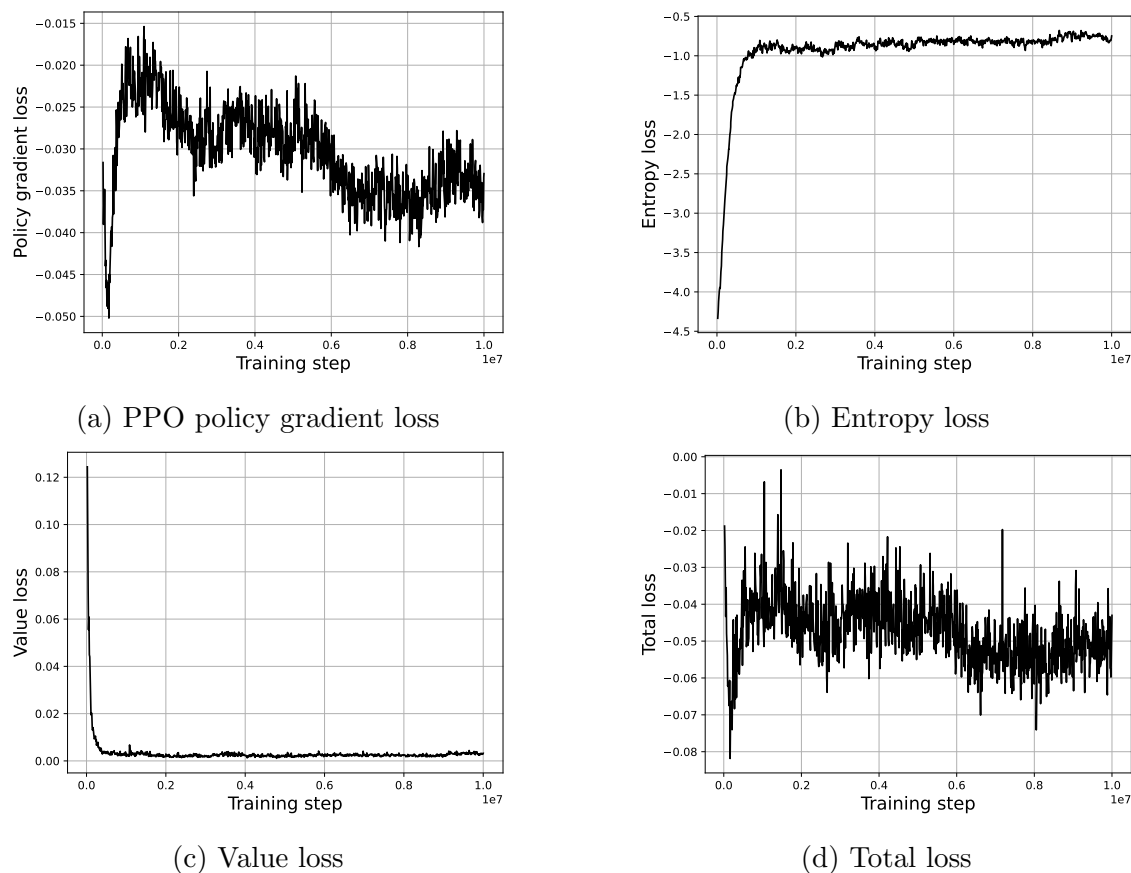 −0.015
−0.020
−0.025
−0.030
−0.035
−0.040
−0.045
−0.050
Policy gradient loss
0.0 0.2 0.4 0.6 0.8 1.0
1e7
Training step
(a) PPO policy gradient loss
−0.5
−1.0
−1.5
−2.0
−2.5
−3.0
−3.5
−4.0
−4.5
Entropy loss
0.0 0.2 0.4 0.6 0.8 1.0
1e7
Training step
(b) Entropy loss
0.12
0.10
0.08
0.06
0.04
0.02
0.00
Value loss
0.0 0.2 0.4 0.6 0.8 1.0
1e7
Training step
(c) Value loss
0.00
−0.01
−0.02
−0.03
−0.04
−0.05
−0.06
−0.07
−0.08
Total loss
0.0 0.2 0.4 0.6 0.8 1.0
1e7
Training step
(d) Total loss